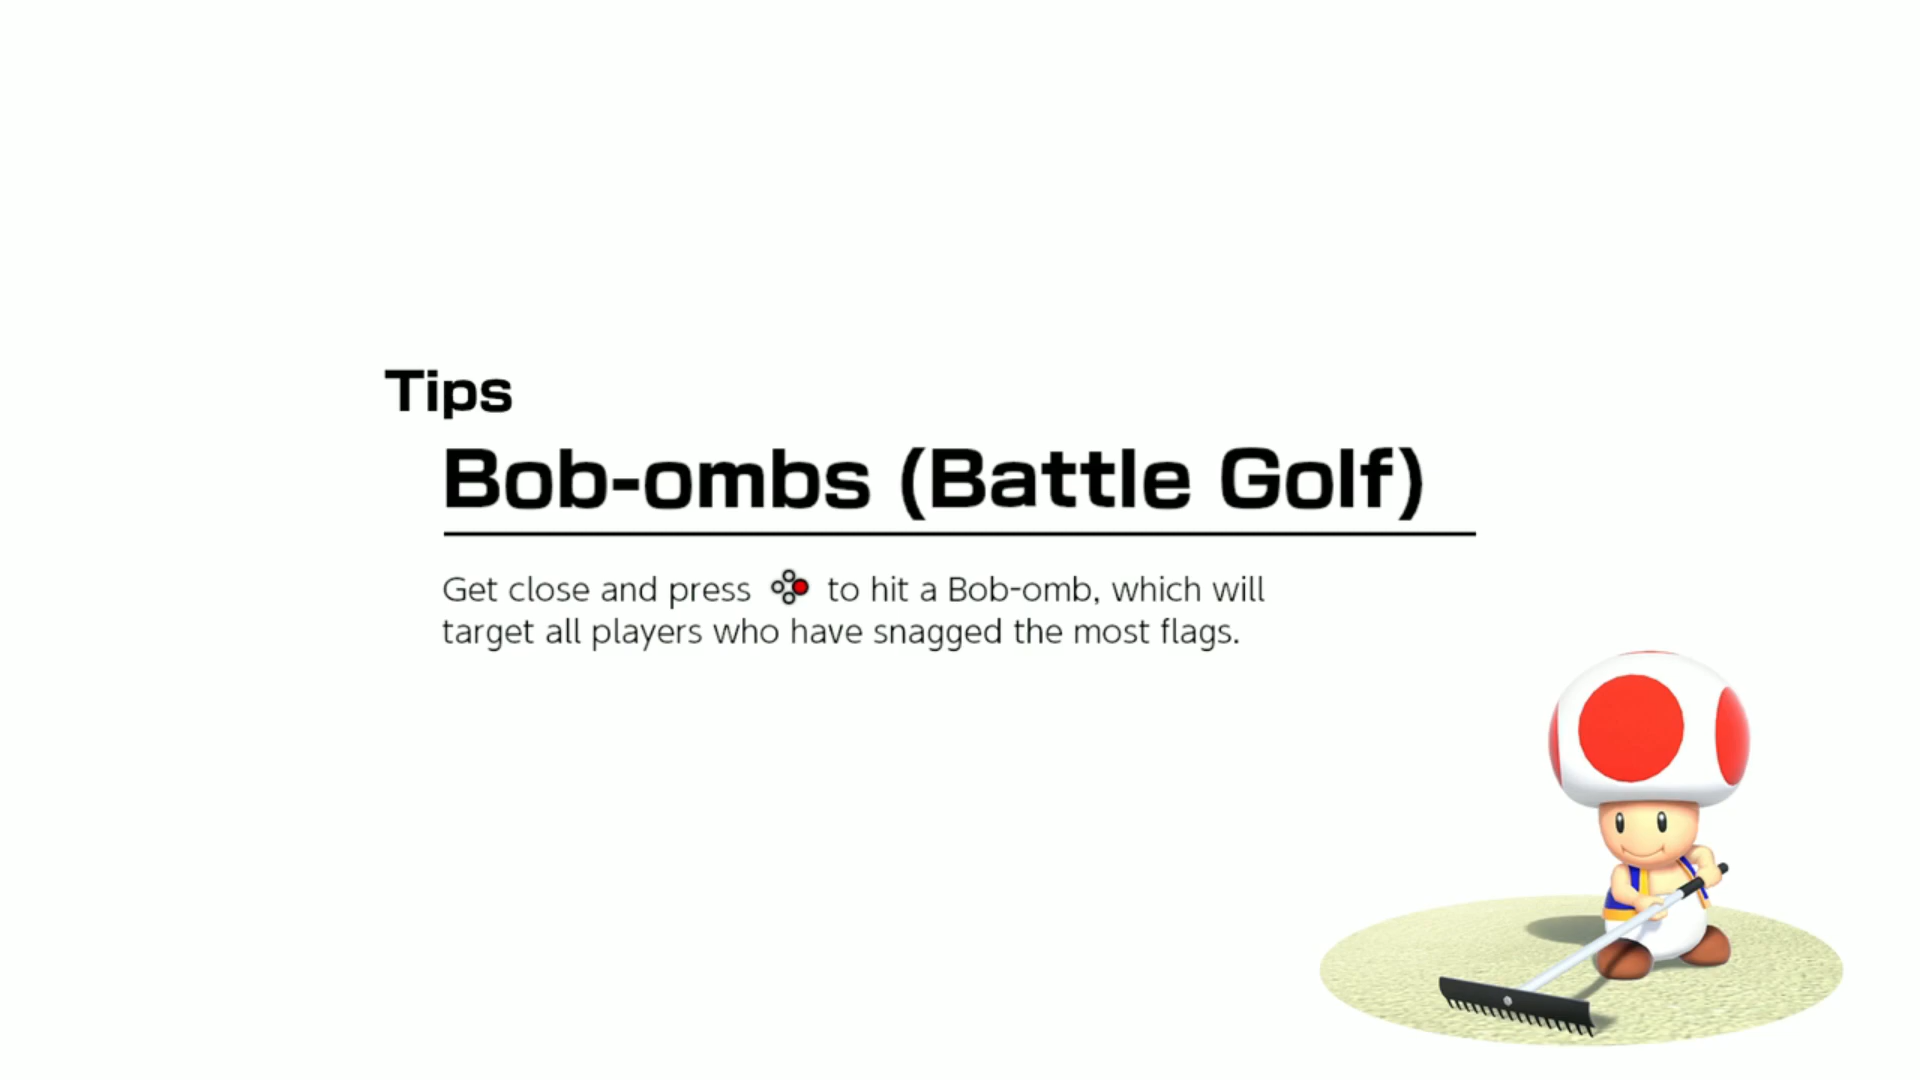 Tips
Bob-ombs (Battle Golf)
Get close and press to hit a Bob-omb, which will
target all players who have snagged the most flags.